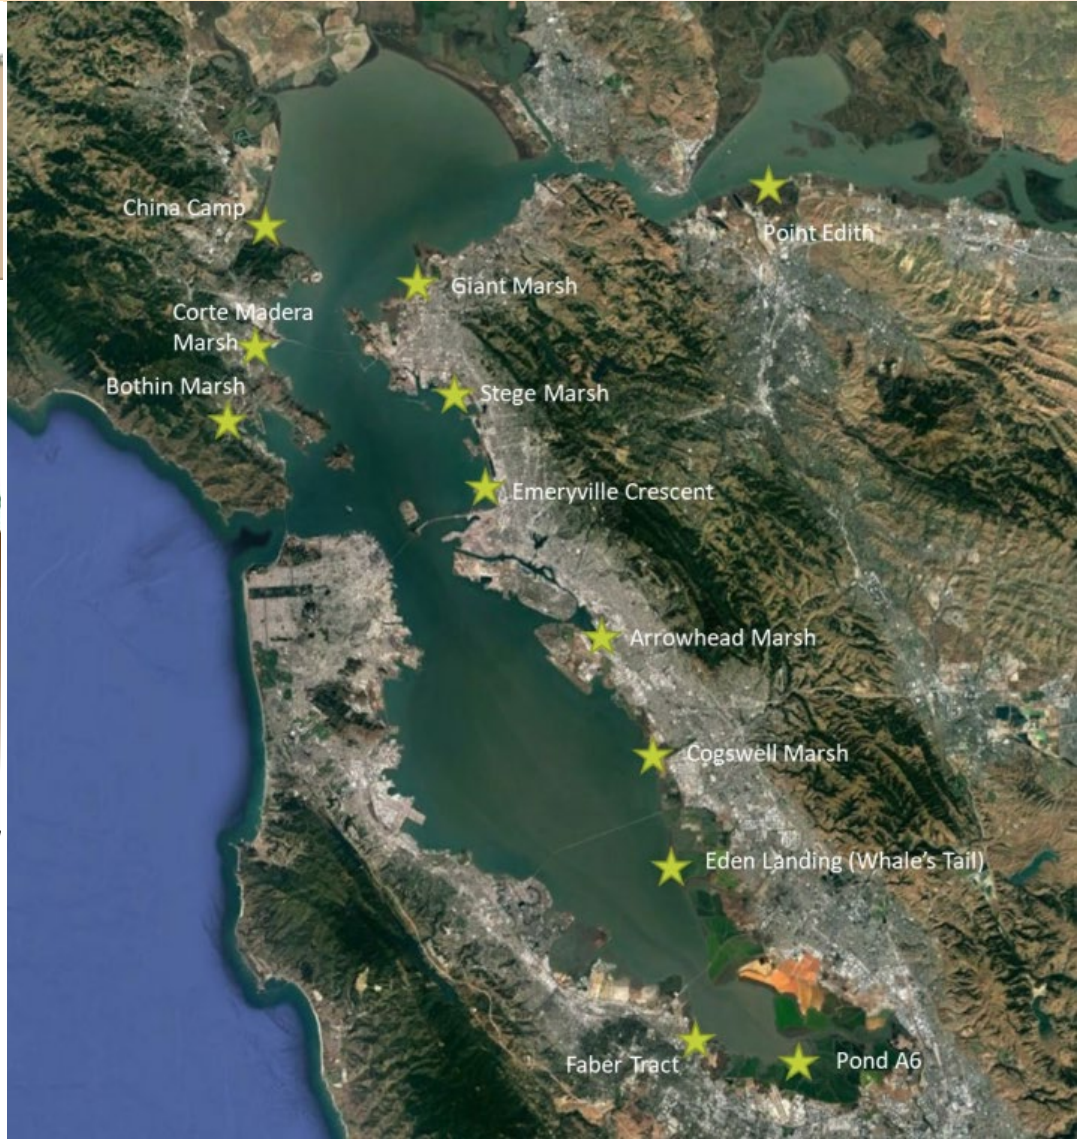 China Camp
Point Edith
Giant Marsh
Corte Madera
Marsh
Bothin Marsh
Stege Marsh
Emeryville Crescent
Arrowhead Marsh
Cogswell Marsh
Eden Landing (Whale's Tail)
Faber Tract
Pond A6